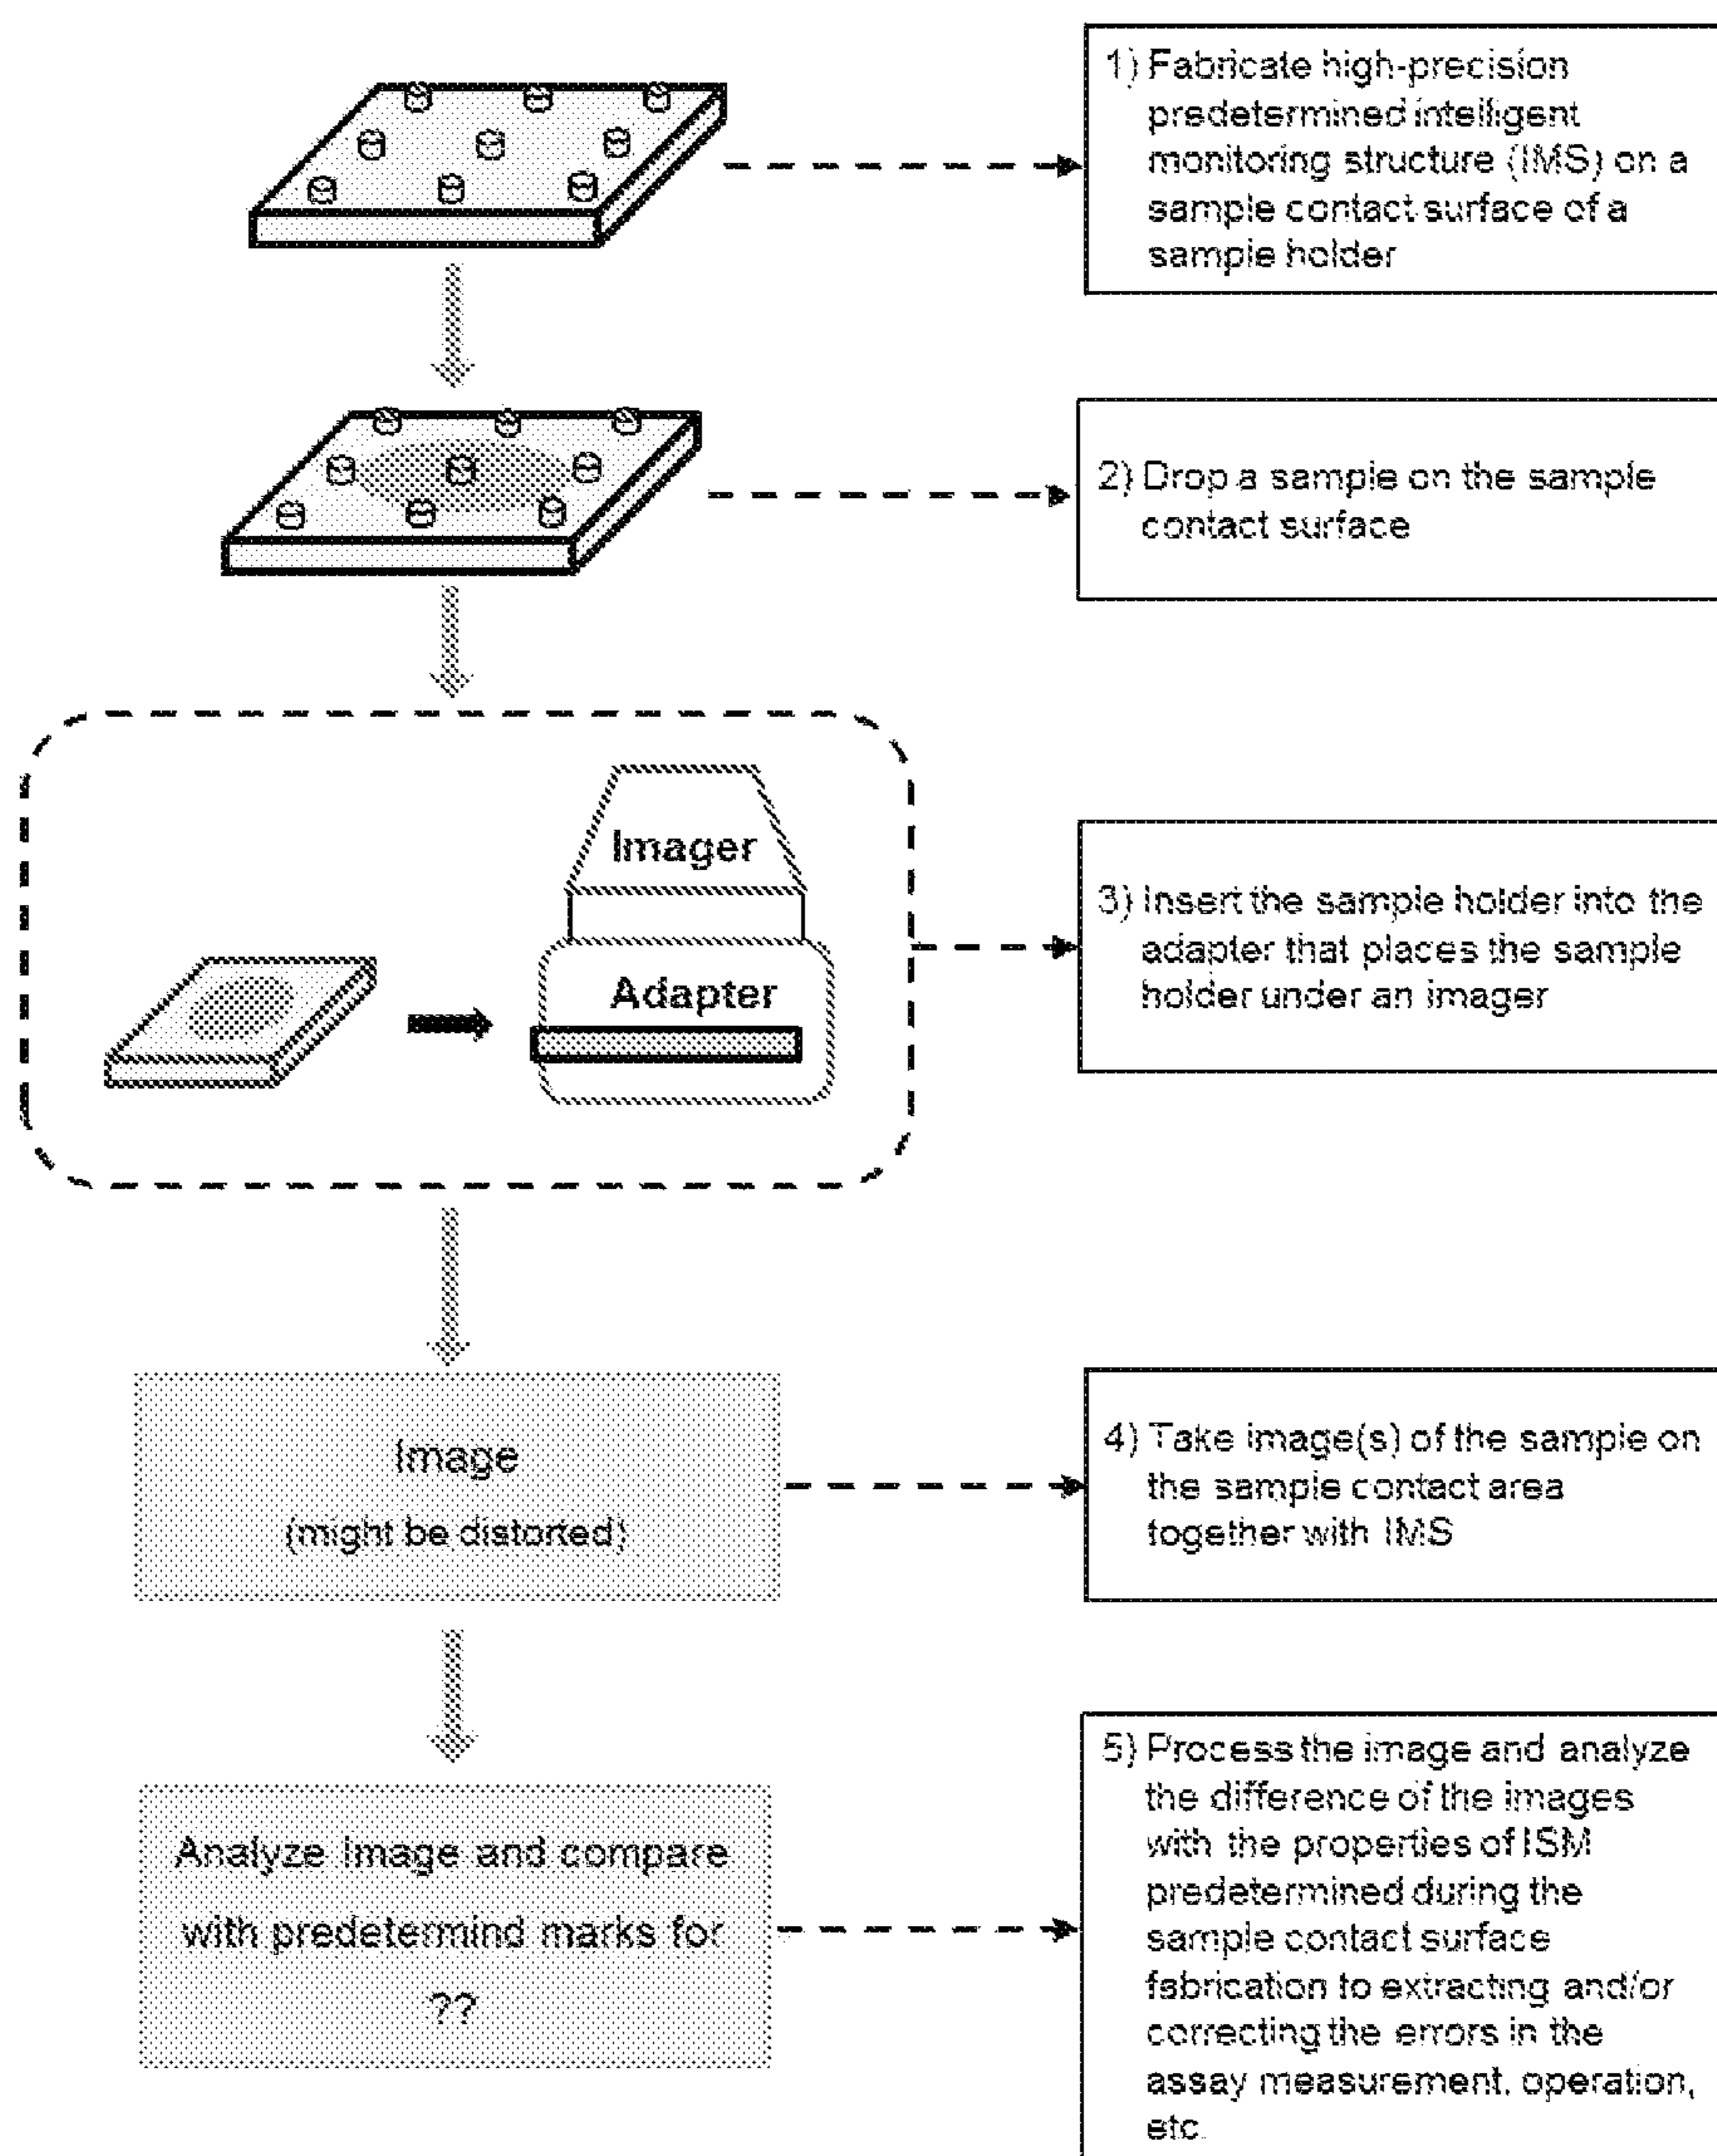 1) Fabricate high-precision
predetermined intelligent
monitoring structure (IMS) on a
sample contact surface of a
sample holder
2) Drop a sample on the sample
contact surface
Imager
Adapter
3) Insert the sample holder into the
adapter that places the sample
holder under an imager
Image
(might be distorted)
4) Take image(s) of the sample on
the sample contact area
together with IMS
Analyze Image and compare
with predetermind marks for
??
5) Process the image and analyze
the difference of the images
with the properties of ISM
predetermined during the
sample contact surface
fabrication to extracting and/or
correcting the errors in the
assay measurement, operation,
etc.